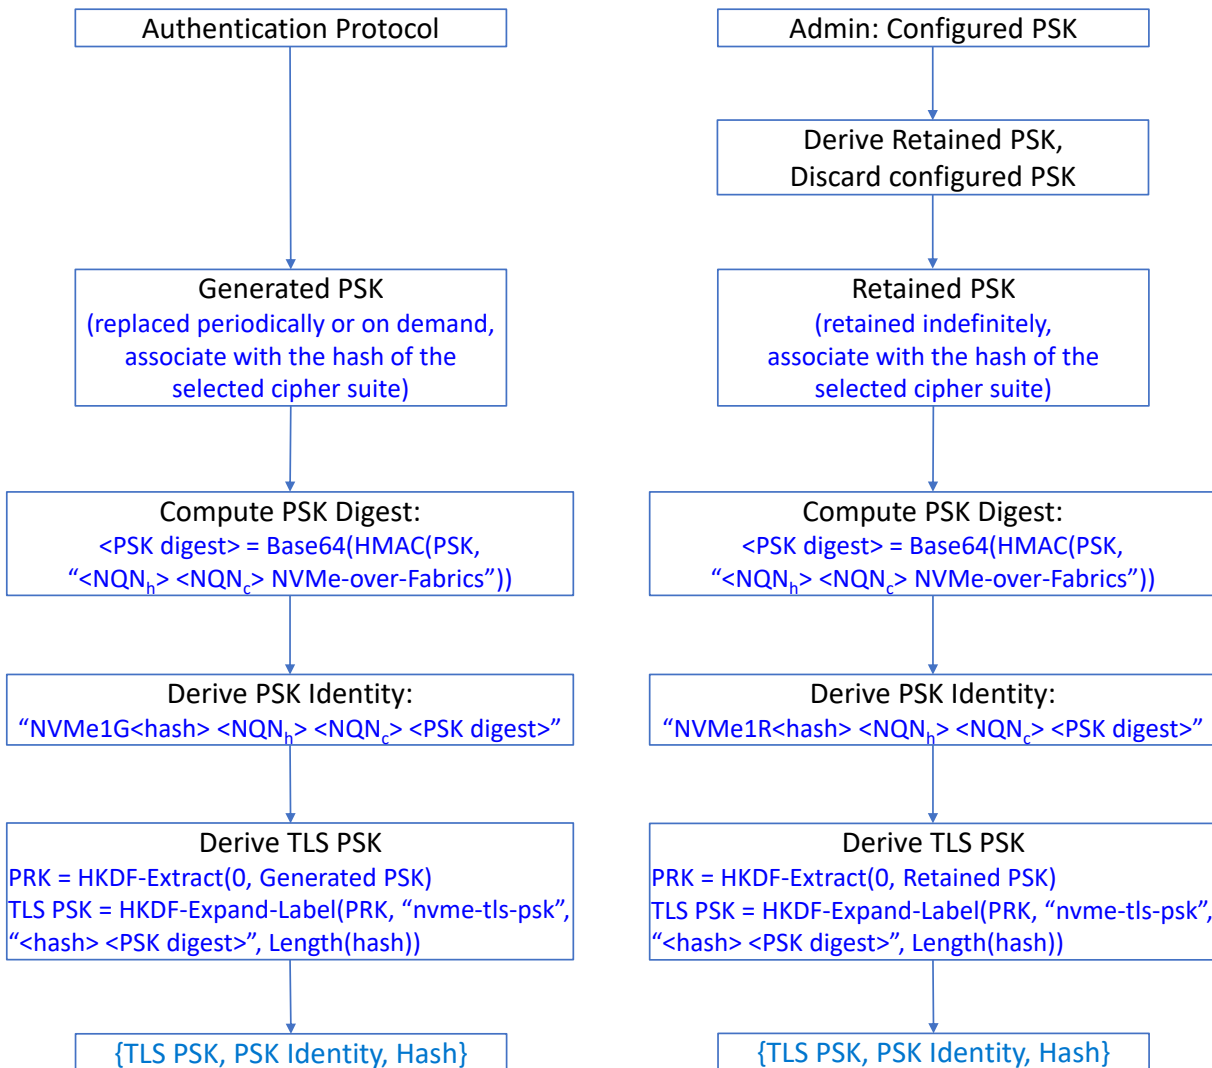 Authentication Protocol
Generated PSK
(replaced periodically or on demand,
associate with the hash of the
selected cipher suite)
Compute PSK Digest:
<PSK digest> = Base64(HMAC(PSK,
“<NQNh> <NQNc> NVMe-over-Fabrics”))
Derive PSK Identity:
“NVMe1G<hash> <NQNh> <NQNc> <PSK digest>”
Derive TLS PSK
PRK = HKDF-Extract(0, Generated PSK)
TLS PSK = HKDF-Expand-Label(PRK, “nvme-tls-psk”,
“<hash> <PSK digest>”, Length(hash))
{TLS PSK, PSK Identity, Hash}
Admin: Configured PSK
Derive Retained PSK,
Discard configured PSK
Retained PSK
(retained indefinitely,
associate with the hash of the
selected cipher suite)
Compute PSK Digest:
<PSK digest> = Base64(HMAC(PSK,
“<NQNh> <NQNc> NVMe-over-Fabrics”))
Derive PSK Identity:
“NVMe1R<hash> <NQNh> <NQNc> <PSK digest>”
Derive TLS PSK
PRK = HKDF-Extract(0, Retained PSK)
TLS PSK = HKDF-Expand-Label(PRK, “nvme-tls-psk”,
“<hash> <PSK digest>”, Length(hash))
{TLS PSK, PSK Identity, Hash}